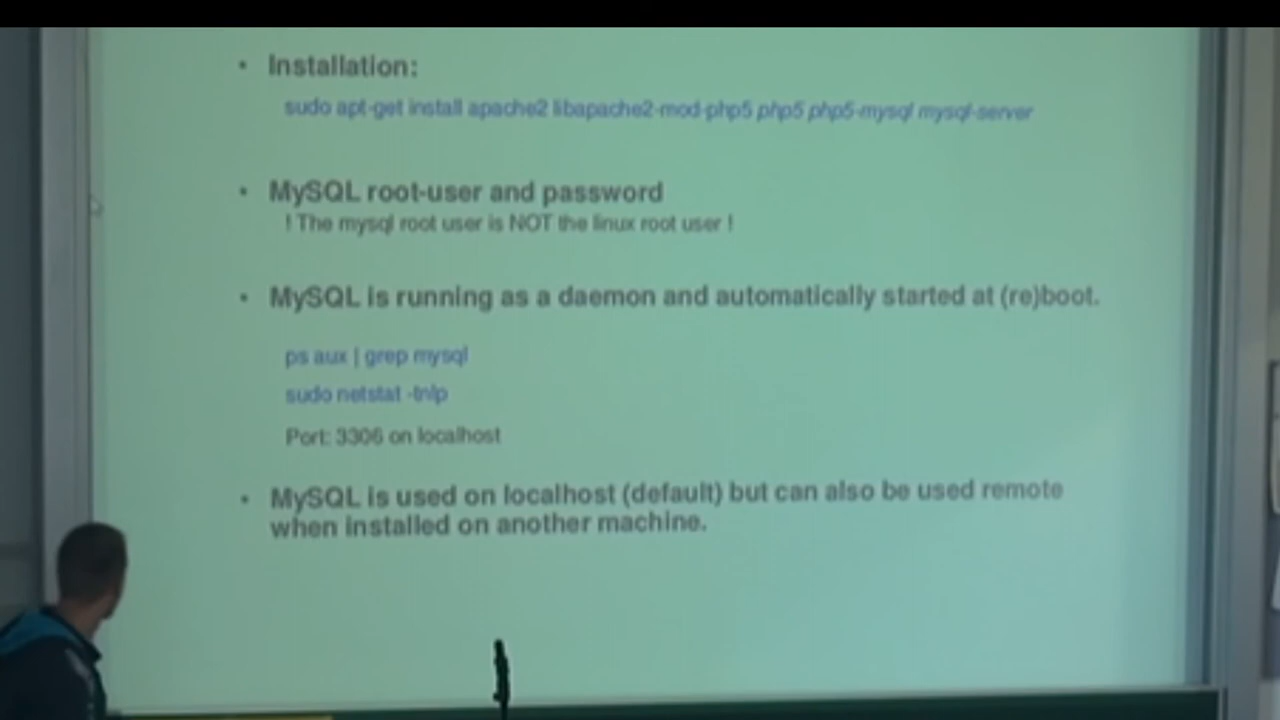 • Installation:
sudo apt-get install apache2 libapache2-mod-php5 php5 php5-mysql mysql-server
• MySQL root-user and password
! The mysql root user is NOT the linux root user !
• MySQL is running as a daemon and automatically started at (re)boot.
ps aux | grep mysql
sudo netstat -tnlp
Port: 3306 on localhost
• MySQL is used on localhost (default) but can also be used remote
when installed on another machine.